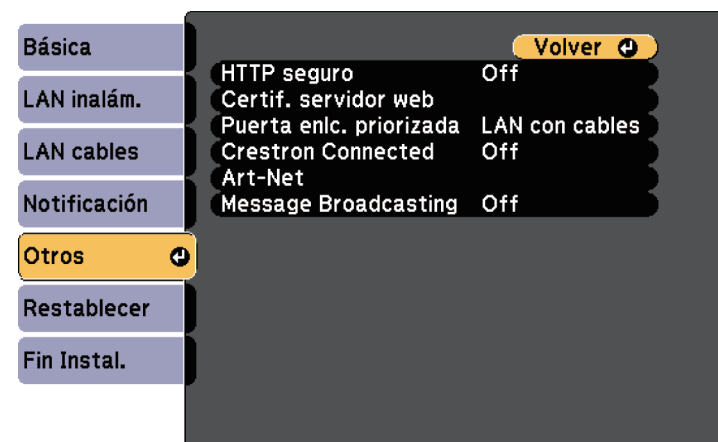 Básica
LAN inalám.
LAN cables
Notificación
Otros
Restablecer
Fin Instal.
Volver
HTTP seguro Off
Certif. servidor web
Puerta enlc. priorizada LAN con cables
Crestron Connected Off
Art-Net
Message Broadcasting Off